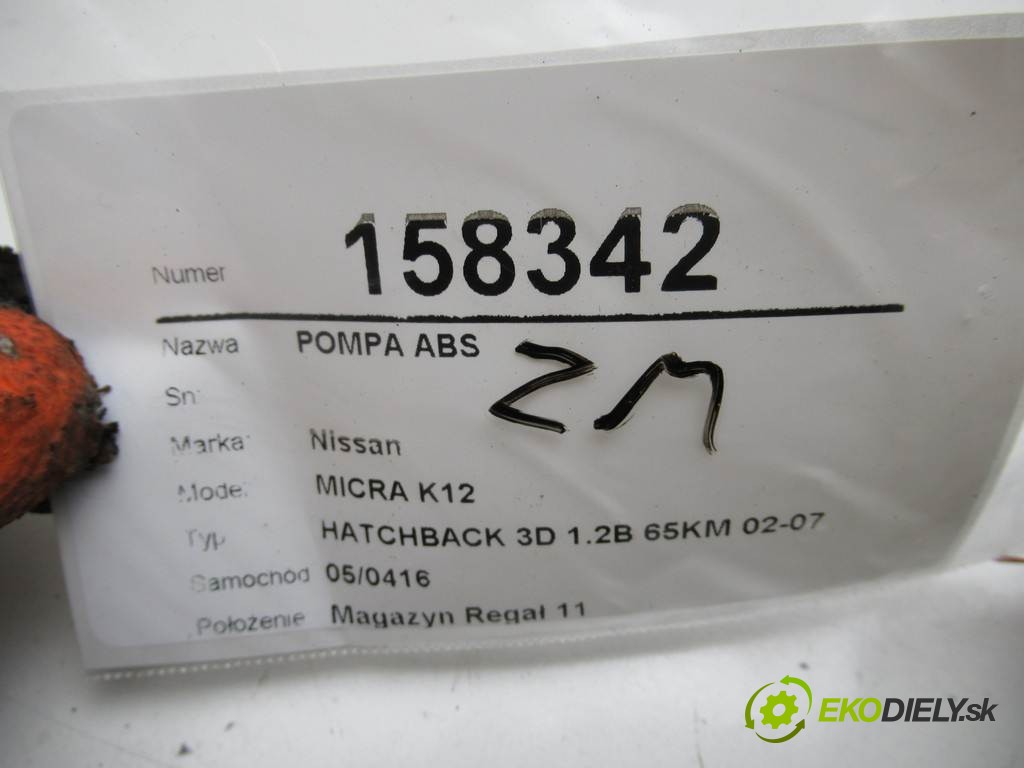 Numer 158342
Nazwa POMPA ABS ZM
Sn:
Marka: Nissan
Model: MICRA K12
Typ HATCHBACK 3D 1.2B 65KM 02-07
Samochód 05/0416
Położenie Magazyn Regał 11
EKODIELY.sk